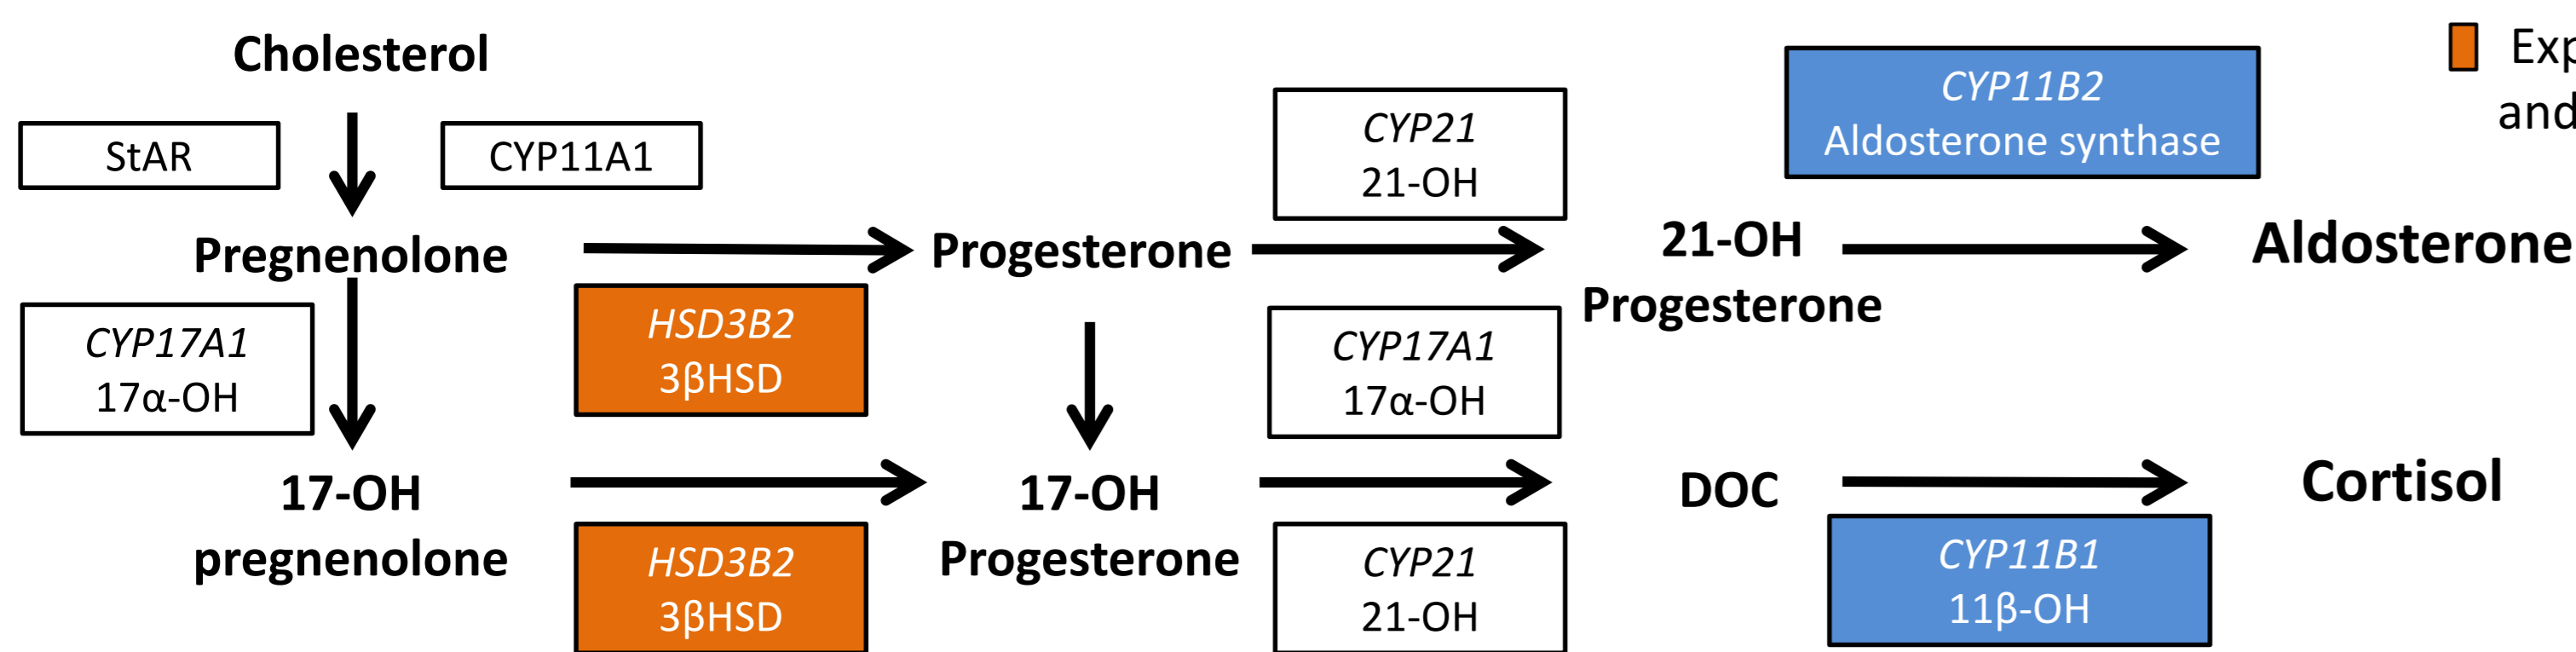 Cholesterol
StAR
CYP11A1
Pregnenolone
Progesterone
CYP21
21-OH
21-OH
Progesterone
CYP11B2
Aldosterone synthase
Aldosterone
CYP17A1
17α-OH
HSD3B2
3βHSD
CYP17A1
17α-OH
17-OH
pregnenolone
HSD3B2
3βHSD
17-OH
Progesterone
CYP21
21-OH
DOC
CYP11B1
11β-OH
Cortisol
and